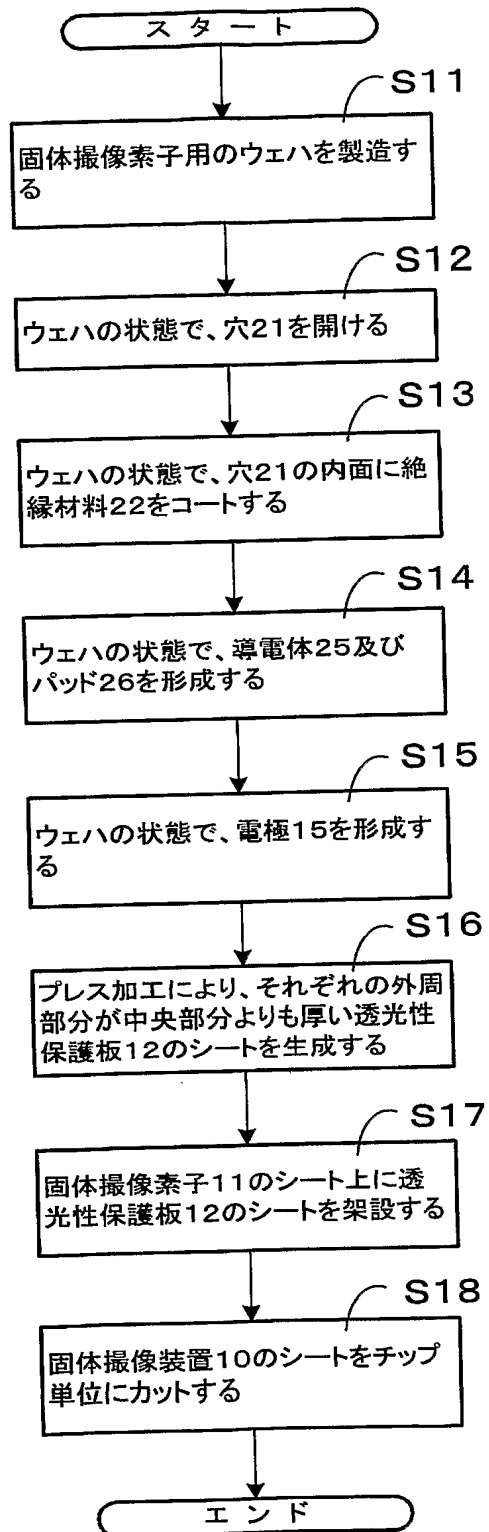 スタート
S11
固体撮像素子用のウェハを製造す
る
S12
ウェハの状態で、穴21を開ける
S13
ウェハの状態で、穴21の内面に絶
縁材料22をコートする
S14
ウェハの状態で、導電体25及び
パッド26を形成する
S15
ウェハの状態で、電極15を形成す
る
S16
プレス加工により、それぞれの外周
部分が中央部分よりも厚い透光性
保護板12のシートを生成する
S17
固体撮像素子11のシート上に透
光性保護板12のシートを架設する
S18
固体撮像装置10のシートをチップ
単位にカットする
エンド